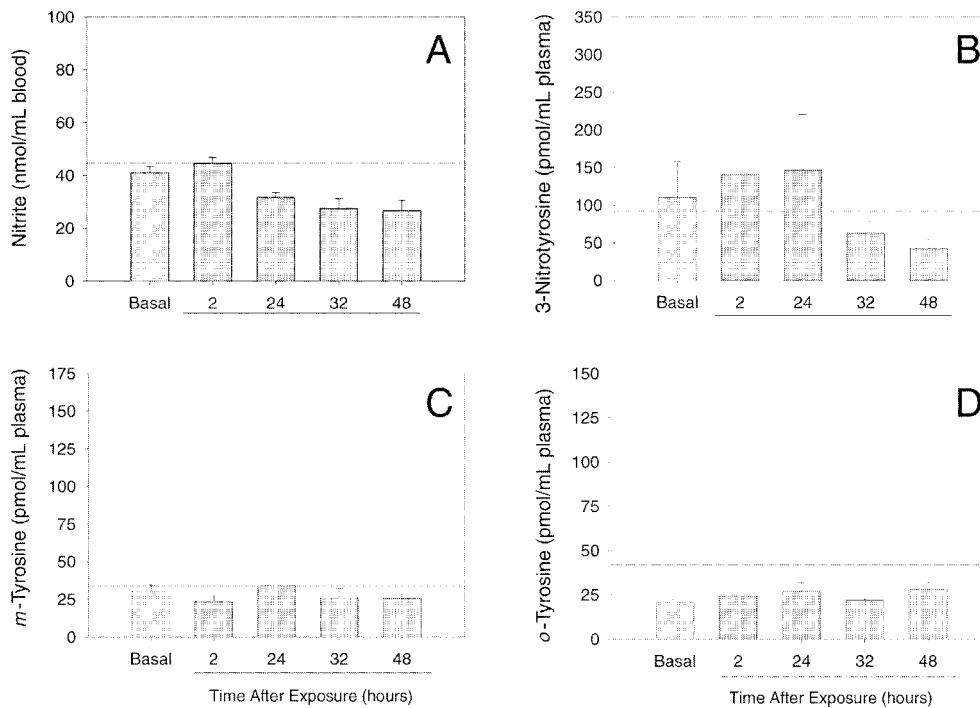 A
Nitrite (nmol/mL blood)
100
80
60
40
20
0
Basal 2 24 32 48
B
3-Nitrotyrosine (pmol/mL plasma)
350
300
250
200
150
100
50
0
Basal 2 24 32 48
C
m-Tyrosine (pmol/mL plasma)
175
150
125
100
75
50
25
0
Basal 2 24 32 48
Time After Exposure (hours)
D
o-Tyrosine (pmol/mL plasma)
150
125
100
75
50
25
0
Basal 2 24 32 48
Time After Exposure (hours)